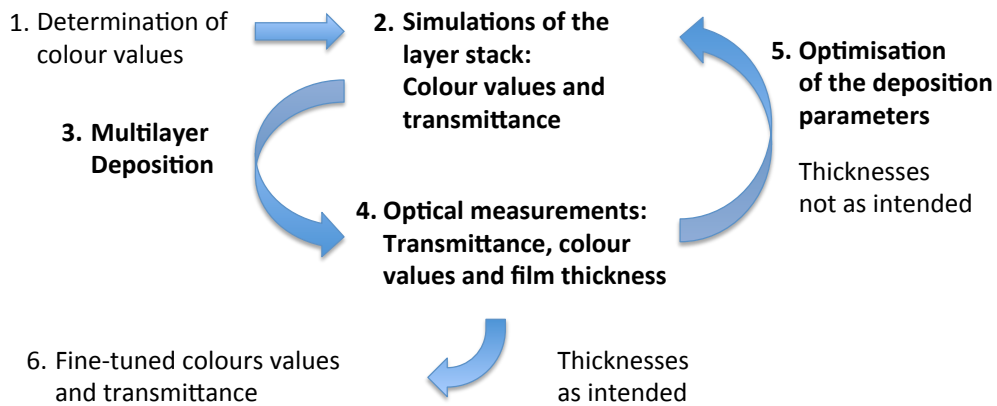 1. Determination of
colour values
2. Simulations of the
layer stack:
Colour values and
transmittance
3. Multilayer
Deposition
4. Optical measurements:
Transmittance, colour
values and film thickness
5. Optimisation
of the deposition
parameters
Thicknesses
not as intended
6. Fine-tuned colours values
and transmittance
Thicknesses
as intended